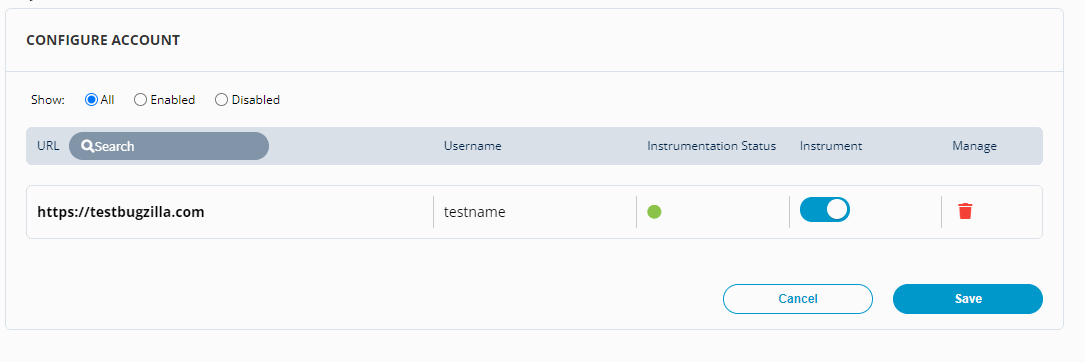 CONFIGURE ACCOUNT
Show: All Enabled Disabled
URL Search Username Instrumentation Status Instrument Manage
https://testbugzilla.com testname
Cancel Save